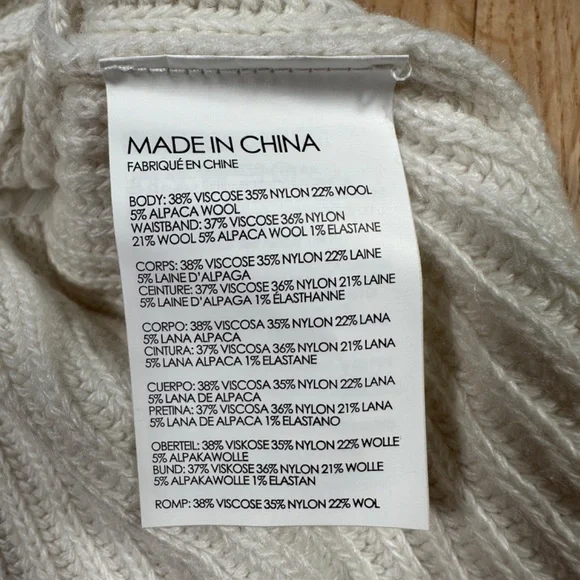 MADE IN CHINA
FABRIQUÉ EN CHINE
BODY: 38% VISCOSE 35% NYLON 22% WOOL
5% ALPACA WOOL
WAISTBAND: 37% VISCOSE 36% NYLON
21% WOOL 5% ALPACA WOOL 1% ELASTANE
CORPS: 38% VISCOSE 35% NYLON 22% LAINE
5% LAINE D'ALPAGA
CEINTURE: 37% VISCOSE 36% NYLON 21% LAINE
5% LAINE D'ALPAGA 1% ÉLASTHANNE
CORPO: 38% VISCOSA 35% NYLON 22% LANA
5% LANA ALPACA
CINTURA: 37% VISCOSA 36% NYLON 21% LANA
5% LANA ALPACA 1% ELASTANE
CUERPO: 38% VISCOSA 35% NYLON 22% LANA
5% LANA DE ALPACA
PRETINA: 37% VISCOSA 36% NYLON 21% LANA
5% LANA DE ALPACA 1% ELASTANO
OBERTEIL: 38% VISKOSE 35% NYLON 22% WOLLE
5% ALPAKAWOLLE
BUND: 37% VISKOSE 36% NYLON 21% WOLLE
5% ALPAKAWOLLE 1% ELASTAN
ROMP: 38% VISCOSE 35% NYLON 22% WOL